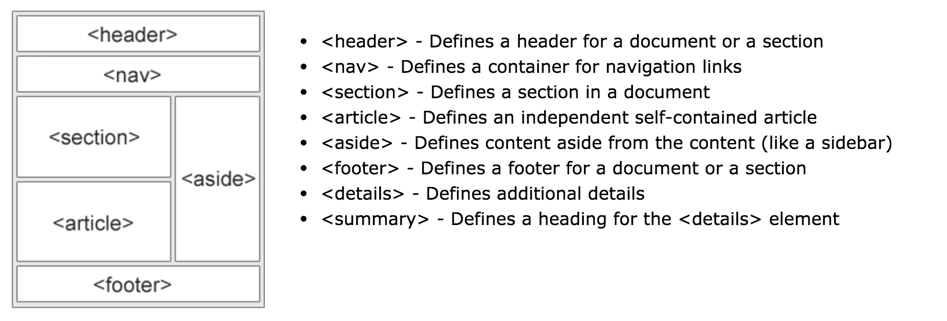 <header>
<nav>
<section>
<aside>
<article>
<footer>
• <header> - Defines a header for a document or a section
• <nav> - Defines a container for navigation links
• <section> - Defines a section in a document
• <article> - Defines an independent self-contained article
• <aside> - Defines content aside from the content (like a sidebar)
• <footer> - Defines a footer for a document or a section
• <details> - Defines additional details
• <summary> - Defines a heading for the <details> element